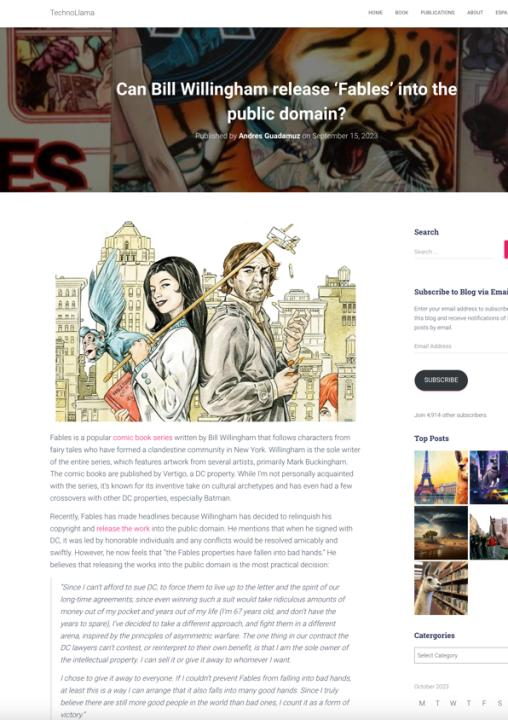 TechnoLlama
HOME BOOK PUBLICATIONS ABOUT ESPA
Can Bill Willingham release ‘Fables’ into the
public domain?
Published by Andres Guadamuz on September 15, 2023
ES
Fables is a popular comic book series written by Bill Willingham that follows characters from
fairy tales who have formed a clandestine community in New York. Willingham is the sole writer
of the entire series, which features artwork from several artists, primarily Mark Buckingham.
The comic books are published by Vertigo, a DC property. While I'm not personally acquainted
with the series, it's known for its inventive take on cultural archetypes and has even had a few
crossovers with other DC properties, especially Batman.
Recently, Fables has made headlines because Willingham has decided to relinquish his
copyright and release the work into the public domain. He mentions that when he signed with
DC, it was led by honorable individuals and any conflicts would be resolved amicably and
swiftly. However, he now feels that “the Fables properties have fallen into bad hands.” He
believes that releasing the works into the public domain is the most practical decision:
“Since I can't afford to sue DC, to force them to live up to the letter and the spirit of our
long-time agreements; since even winning such a suit would take ridiculous amounts of
money out of my pocket and years out of my life (I'm 67 years old, and don't have the
years to spare), I've decided to take a different approach, and fight them in a different
arena, inspired by the principles of asymmetric warfare. The one thing in our contract the
DC lawyers can't contest, or reinterpret to their own benefit, is that I am the sole owner of
the intellectual property. I can sell it or give it away to whomever I want.
I chose to give it away to everyone. If I couldn't prevent Fables from falling into bad hands,
at least this is a way I can arrange that it also falls into many good hands. Since I truly
believe there are still more good people in the world than bad ones, I count it as a form of
victory.”
Search
Search …
Subscribe to Blog via Emai
Enter your email address to subscribe
this blog and receive notifications of
posts by email.
Email Address
SUBSCRIBE
Join 4,914 other subscribers.
Top Posts
Catergories
Select Category
October 2023
M T W T F S